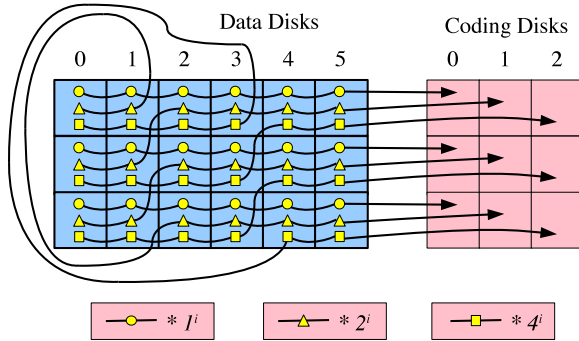 Data Disks Coding Disks
0 1 2 3 4 5 0 1 2
* 1ⁱ * 2ⁱ * 4ⁱ